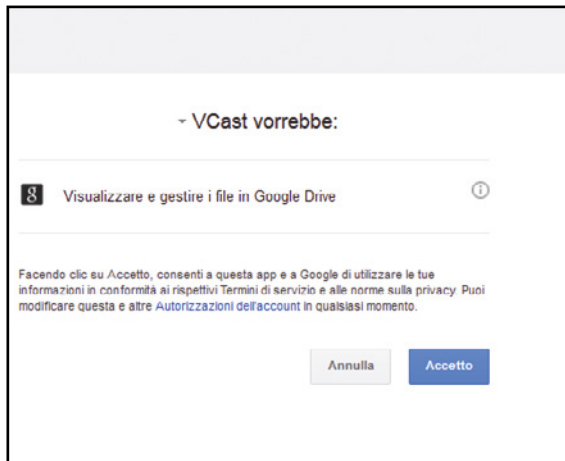 VCast vorrebbe:
Visualizzare e gestire i file in Google Drive
Facendo clic su Accetto, consenti a questa app e a Google di utilizzare le tue
informazioni in conformità ai rispettivi Termini di servizio e alle norme sulla privacy. Puoi
modificare questa e altre Autorizzazioni dell'account in qualsiasi momento.
Annulla Accetto